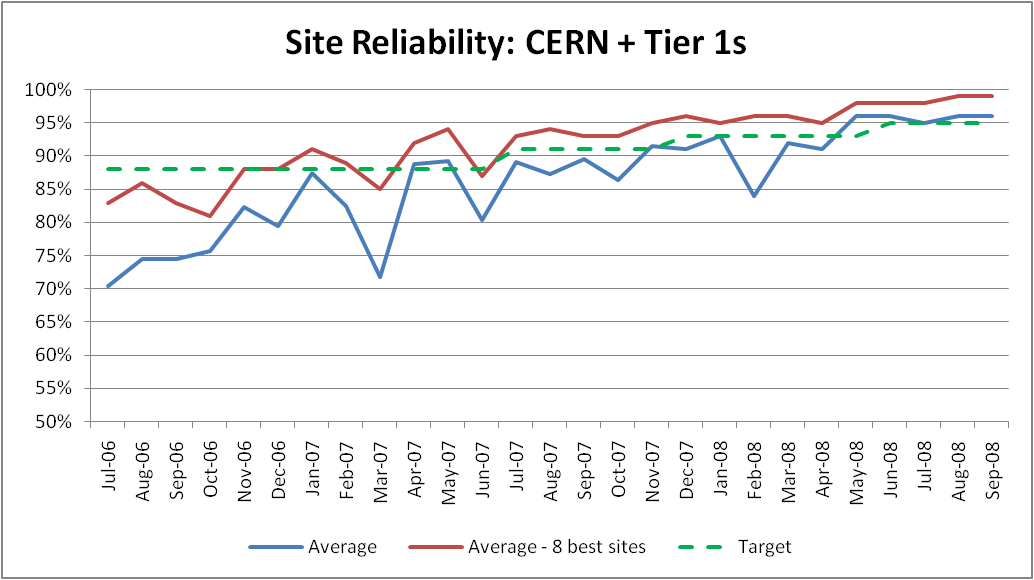 Site Reliability: CERN + Tier 1s
100%
95%
90%
85%
80%
75%
70%
65%
60%
55%
50%
Jul-06
Aug-06
Sep-06
Oct-06
Nov-06
Dec-06
Jan-07
Feb-07
Mar-07
Apr-07
May-07
Jun-07
Jul-07
Aug-07
Sep-07
Oct-07
Nov-07
Dec-07
Jan-08
Feb-08
Mar-08
Apr-08
May-08
Jun-08
Jul-08
Aug-08
Sep-08
Average
Average - 8 best sites
Target